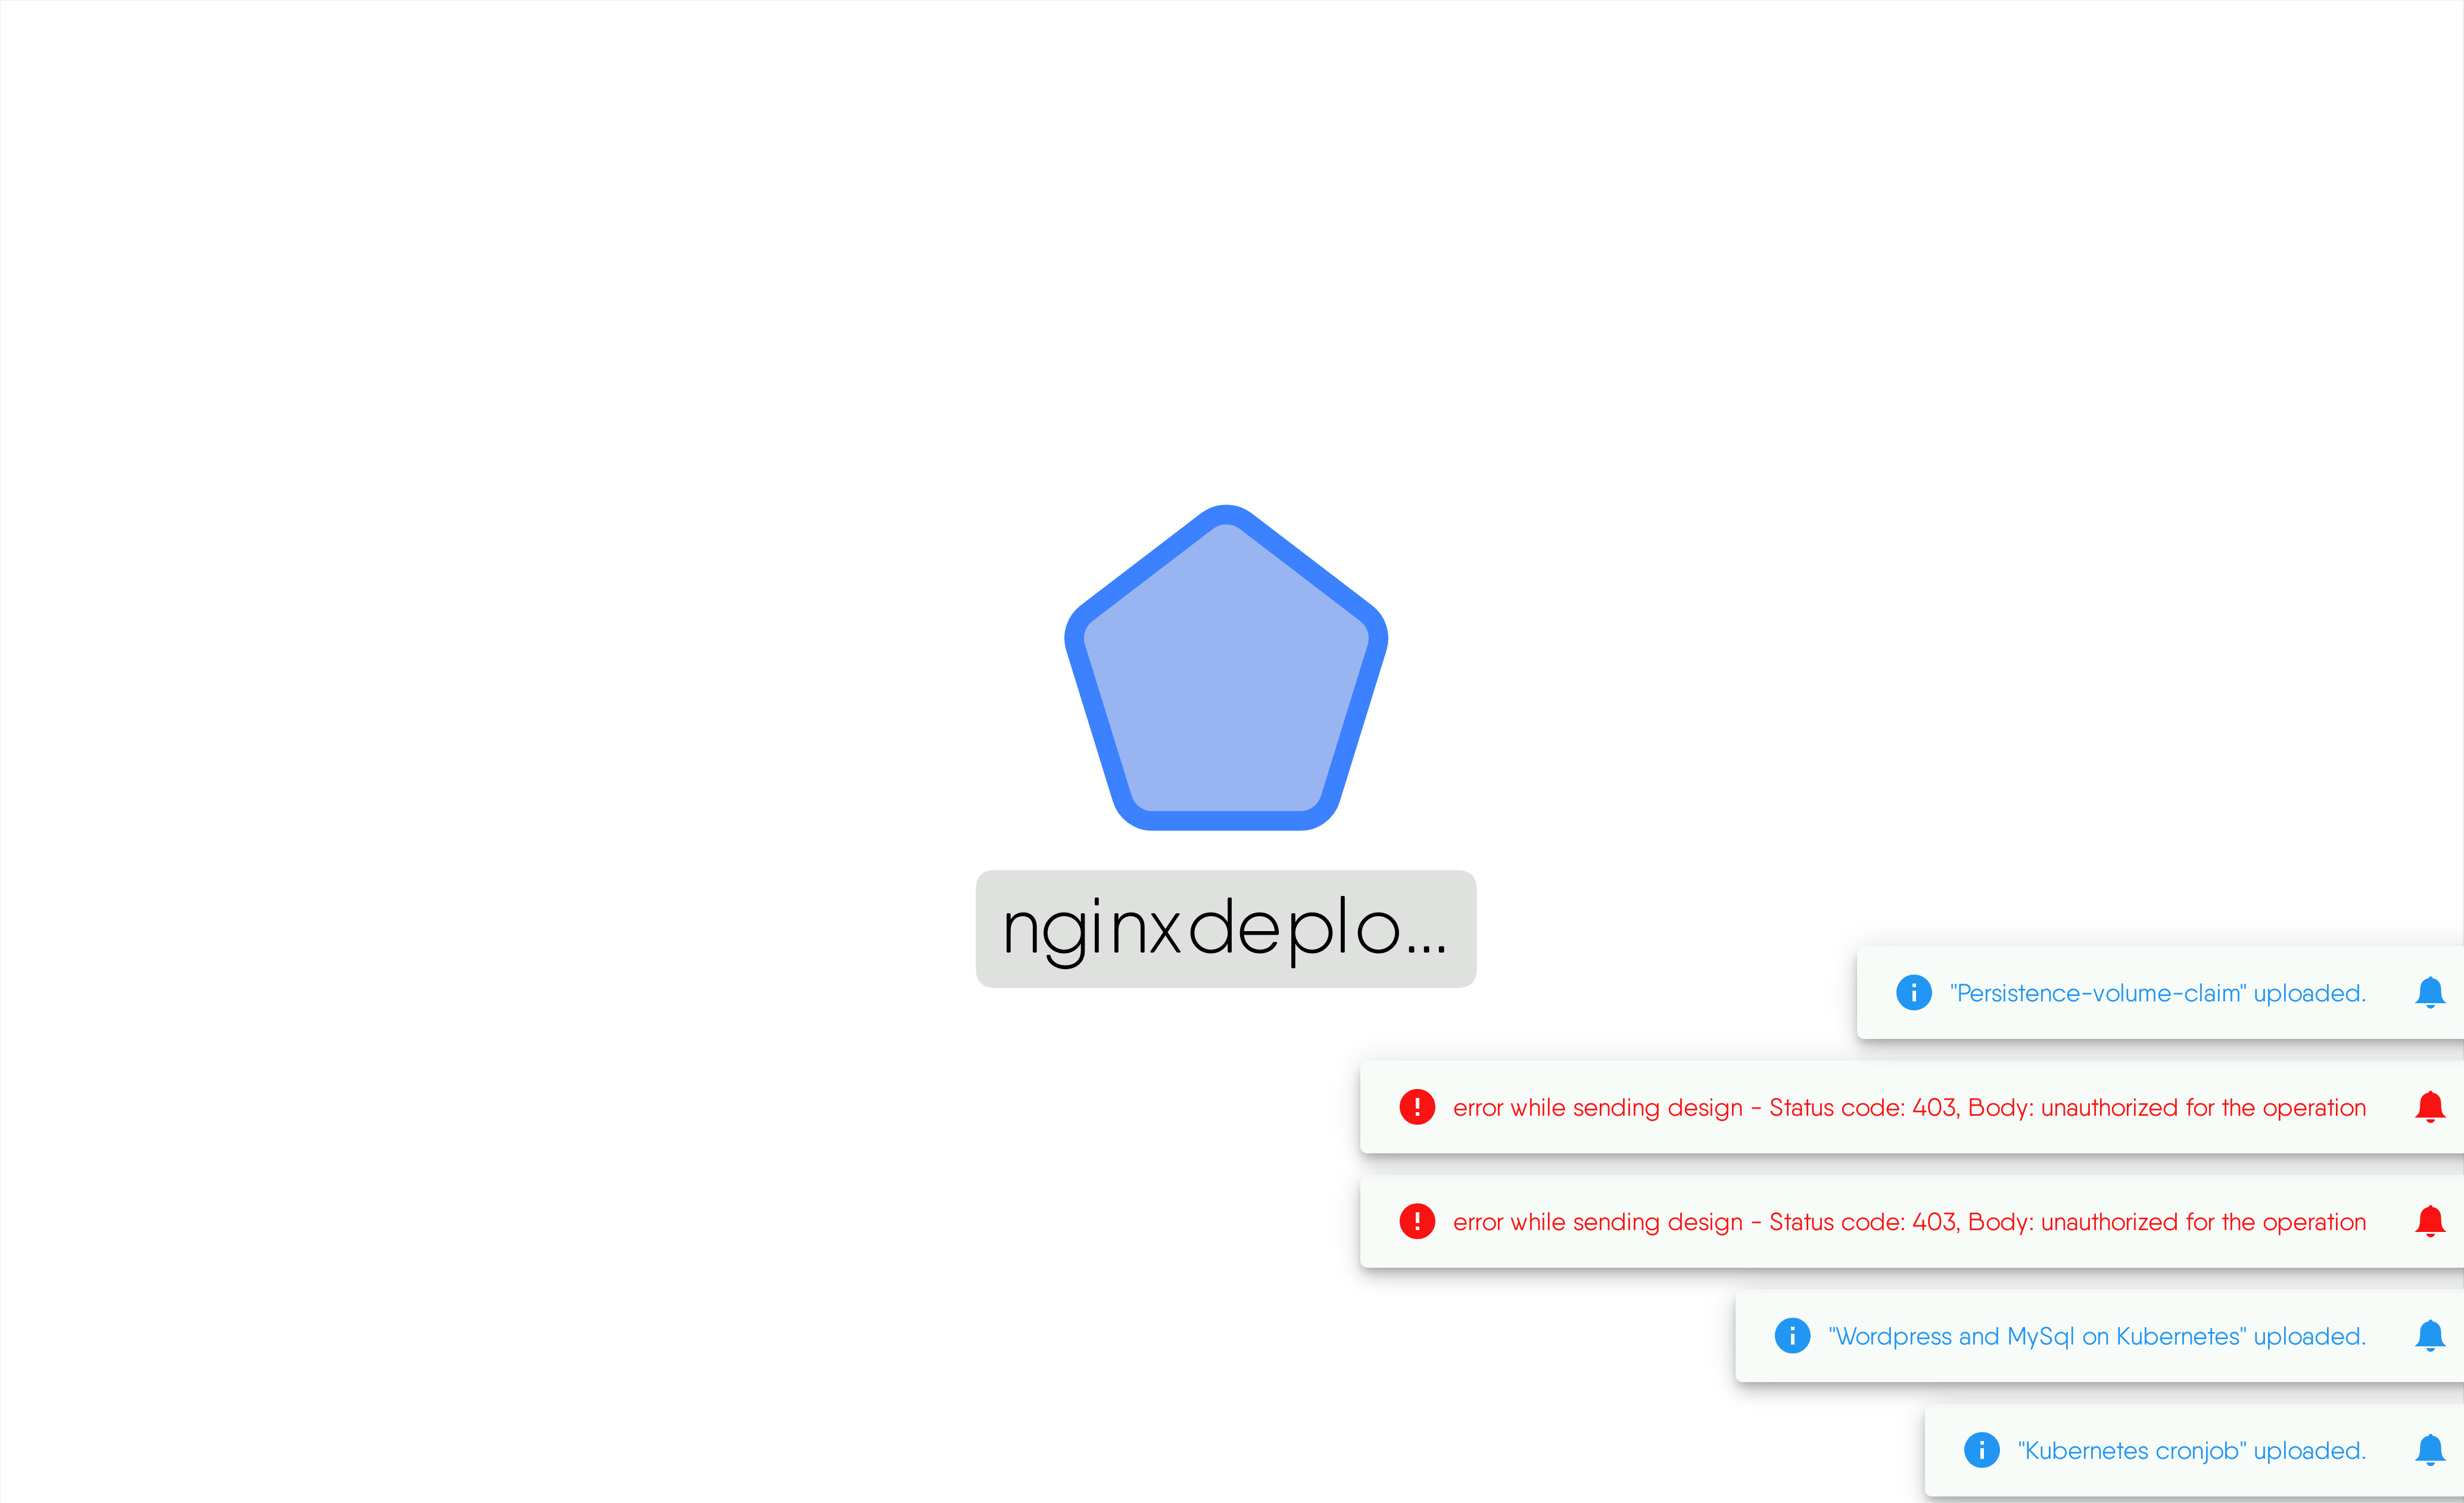 nginxdeplo...
"Persistence-volume-claim" uploaded.
error while sending design - Status code: 403, Body: unauthorized for the operation
error while sending design - Status code: 403, Body: unauthorized for the operation
"Wordpress and MySql on Kubernetes" uploaded.
"Kubernetes cronjob" uploaded.